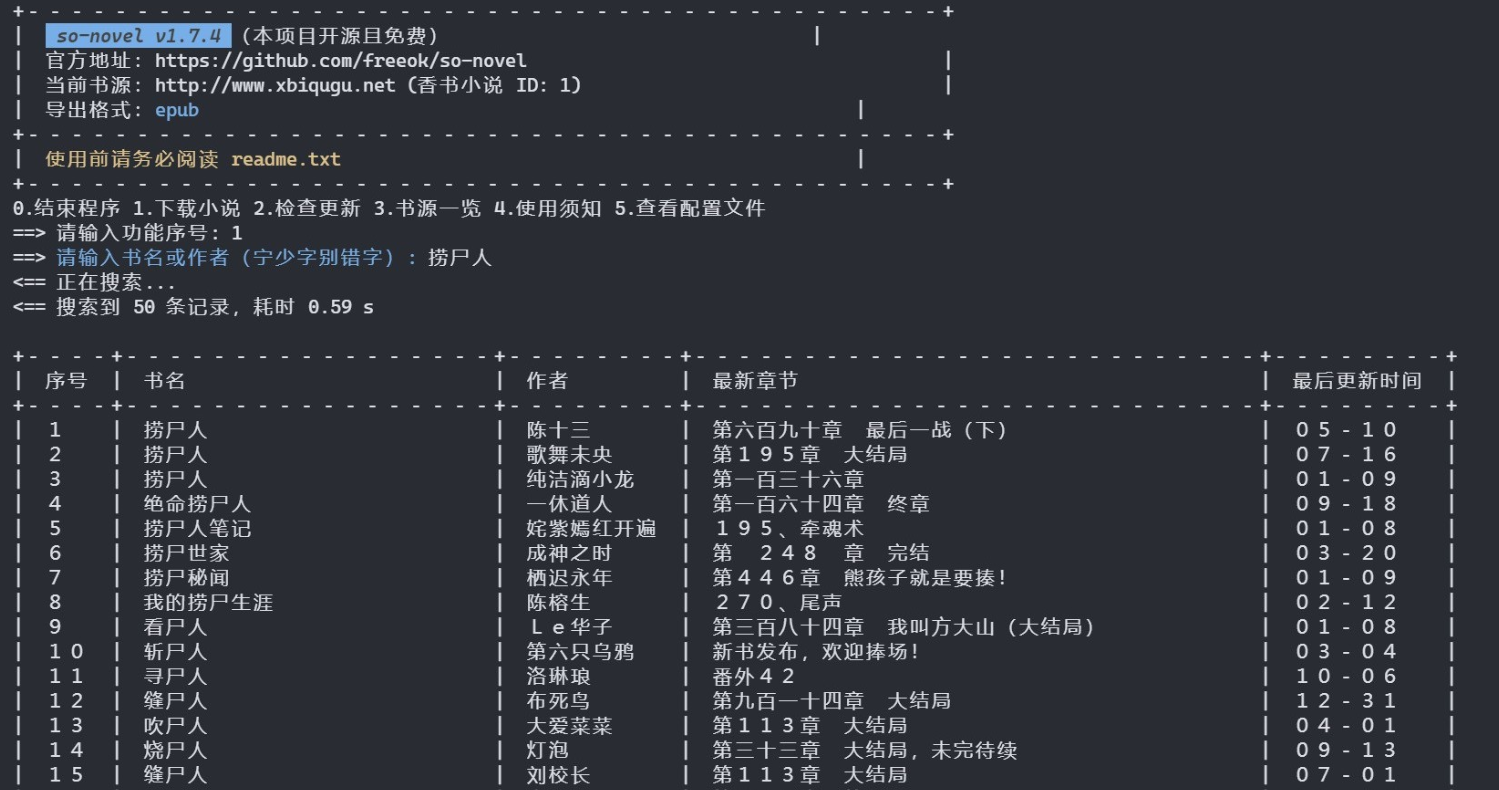 so-novel v1.7.4 (本项目开源且免费)
官方地址: https://github.com/freeok/so-novel
当前书源: http://www.xbiqugu.net (香书小说 ID: 1)
导出格式: epub
使用前请务必阅读 readme.txt
0.结束程序 1.下载小说 2.检查更新 3.书源一览 4.使用须知 5.查看配置文件
==> 请输入功能序号: 1
==> 请输入书名或作者（宁少字别错字）: 捞尸人
<== 正在搜索...
<== 搜索到 50 条记录, 耗时 0.59 s
序号 | 书名 | 作者 | 最新章节 | 最后更新时间
1 | 捞尸人 | 陈十三 | 第六百九十章 最后一战（下） | 05-10
2 | 捞尸人 | 歌舞未央 | 第195章 大结局 | 07-16
3 | 捞尸人 | 纯洁滴小龙 | 第一百三十六章 | 01-09
4 | 绝命捞尸人 | 一休道人 | 第一百六十四章 终章 | 09-18
5 | 捞尸人笔记 | 姹紫嫣红开遍 | 195、牵魂术 | 01-08
6 | 捞尸世家 | 成神之时 | 第 248 章 完结 | 03-20
7 | 捞尸秘闻 | 栖迟永年 | 第446章 熊孩子就是要揍！ | 01-09
8 | 我的捞尸生涯 | 陈榕生 | 270、尾声 | 02-12
9 | 看尸人 | Le华子 | 第三百八十四章 我叫方大山（大结局） | 01-08
10 | 斩尸人 | 第六只乌鸦 | 新书发布，欢迎捧场！ | 03-04
11 | 寻尸人 | 洛琳琅 | 番外42 | 10-06
12 | 缝尸人 | 布死鸟 | 第九百一十四章 大结局 | 12-31
13 | 吹尸人 | 大爱菜菜 | 第113章 大结局 | 04-01
14 | 烧尸人 | 灯泡 | 第三十三章 大结局，未完待续 | 09-13
15 | 缝尸人 | 刘校长 | 第113章 大结局 | 07-01